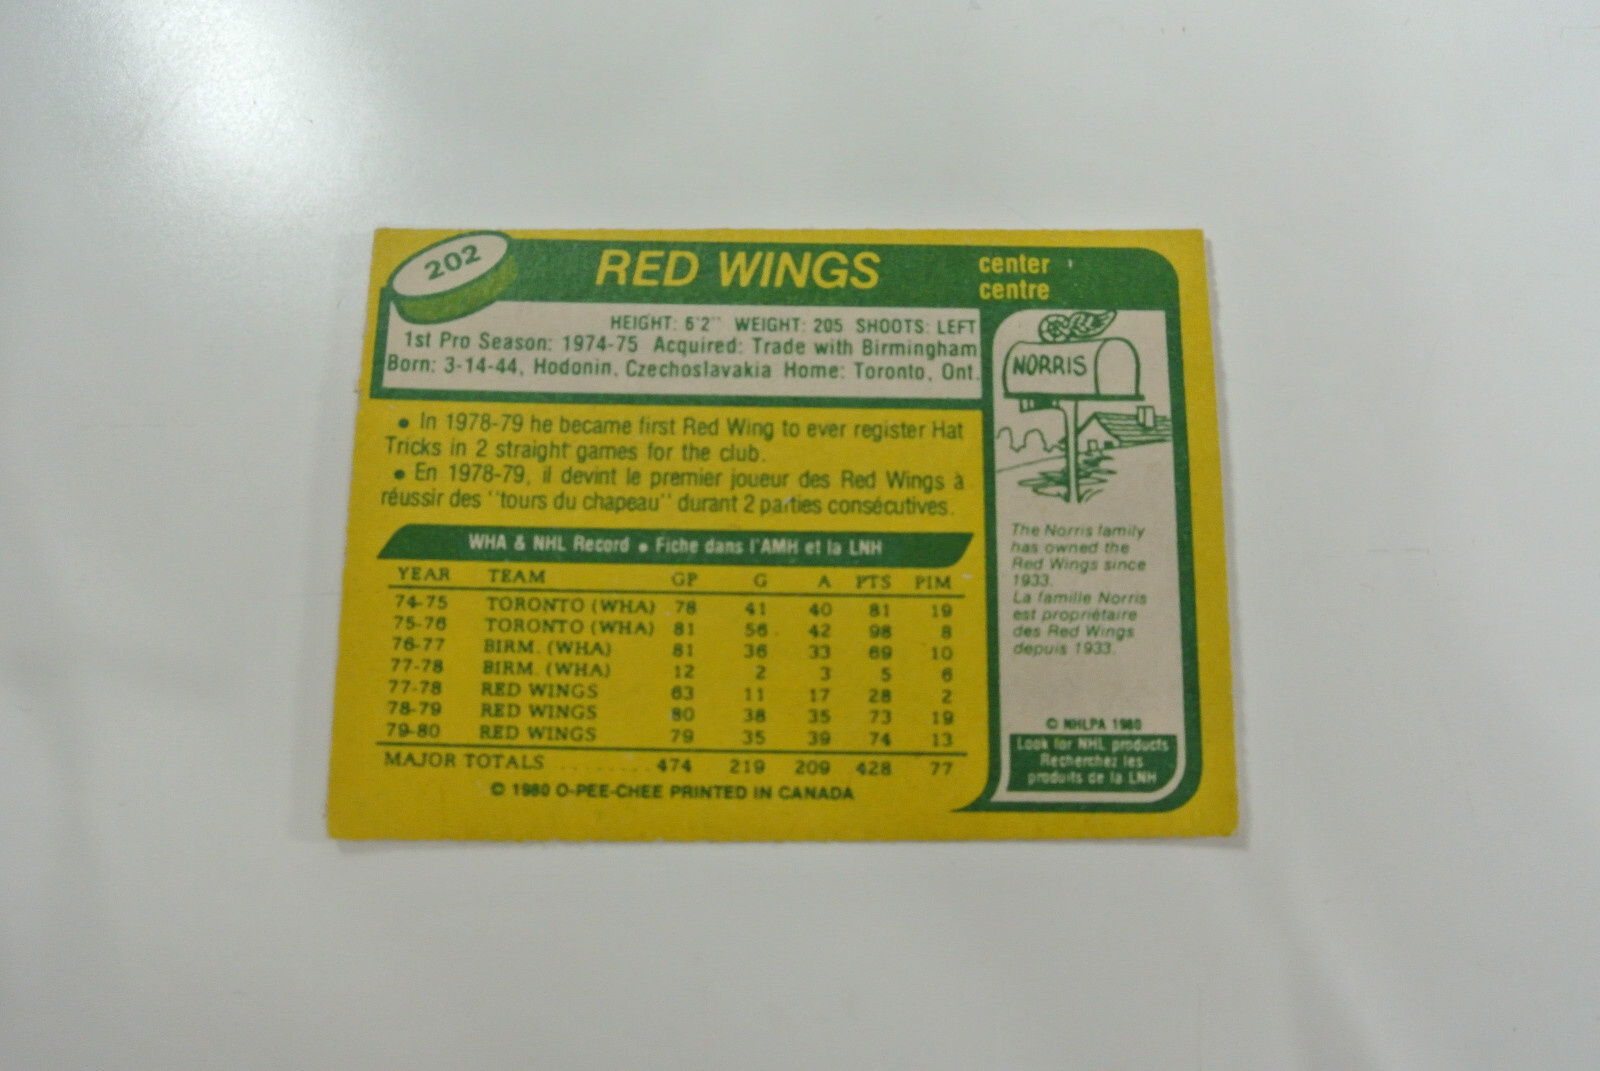 202
RED WINGS
center
centre
HEIGHT: 6'2" WEIGHT: 205 SHOOTS: LEFT
1st Pro Season: 1974-75 Acquired: Trade with Birmingham
Born: 3-14-44, Hodonin, Czechoslavakia Home: Toronto, Ont.
• In 1978-79 he became first Red Wing to ever register Hat
Tricks in 2 straight games for the club.
• En 1978-79, il devint le premier joueur des Red Wings à
réussir des "tours du chapeau" durant 2 parties consécutives.
WHA & NHL Record • Fiche dans l'AMH et la LNH
YEAR TEAM GP G A PTS PIM
74-75 TORONTO (WHA) 78 41 40 81 19
75-76 TORONTO (WHA) 81 56 42 98 8
76-77 BIRM. (WHA) 81 36 33 69 10
77-78 BIRM. (WHA) 12 2 3 5 6
77-78 RED WINGS 63 11 17 28 2
78-79 RED WINGS 80 38 35 73 19
79-80 RED WINGS 79 35 39 74 13
MAJOR TOTALS ........ 474 219 209 428 77
© 1980 O-PEE-CHEE PRINTED IN CANADA
NORRIS
The Norris family
has owned the
Red Wings since
1933.
La famille Norris
est propriétaire
des Red Wings
depuis 1933.
© NHLPA 1980
Look for NHL products
Recherchez les
produits de la LNH